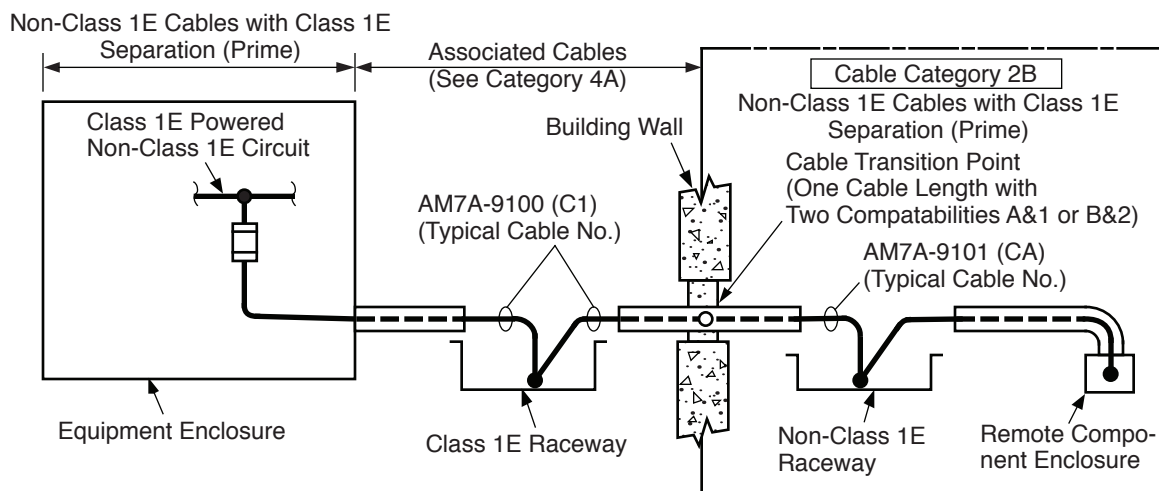 Non-Class 1E Cables with Class 1E
Separation (Prime)
Associated Cables
(See Category 4A)
Cable Category 2B
Non-Class 1E Cables with Class 1E
Separation (Prime)
Class 1E Powered
Non-Class 1E Circuit
Building Wall
Cable Transition Point
(One Cable Length with
Two Compatabilities A&1 or B&2)
AM7A-9100 (C1)
(Typical Cable No.)
AM7A-9101 (CA)
(Typical Cable No.)
Equipment Enclosure
Class 1E Raceway
Non-Class 1E
Raceway
Remote Compo-
nent Enclosure